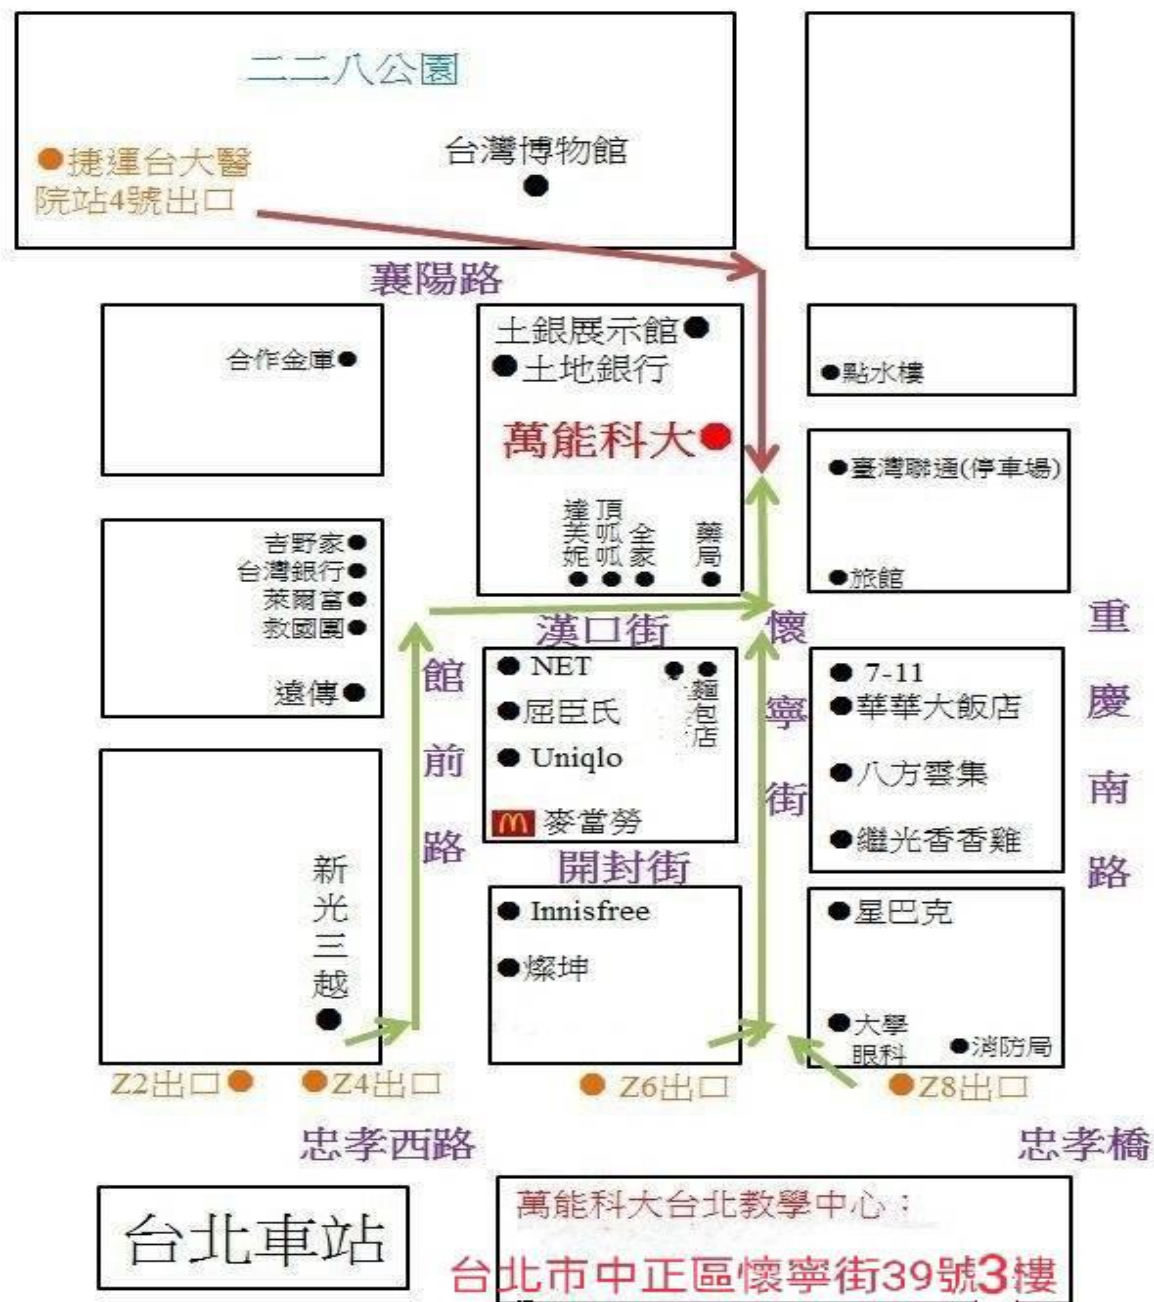 二二八公園
台灣博物館
捷運台大醫
院站4號出口
襄陽路
合作金庫
土銀展示館
土地銀行
萬能科大
達芙妮
頂呱呱
全家
藥局
點水樓
臺灣聯通(停車場)
旅館
吉野家
台灣銀行
萊爾富
救國團
遠傳
漢口街
館前路
懷寧街
重慶南路
NET
屈臣氏
Uniqlo
麥當勞
麵包店
7-11
華華大飯店
八方雲集
繼光香香雞
開封街
新光三越
Innisfree
燦坤
星巴克
大學
眼科
消防局
Z2出口
Z4出口
Z6出口
Z8出口
忠孝西路
忠孝橋
台北車站
萬能科大台北教學中心：
台北市中正區懷寧街39號3樓